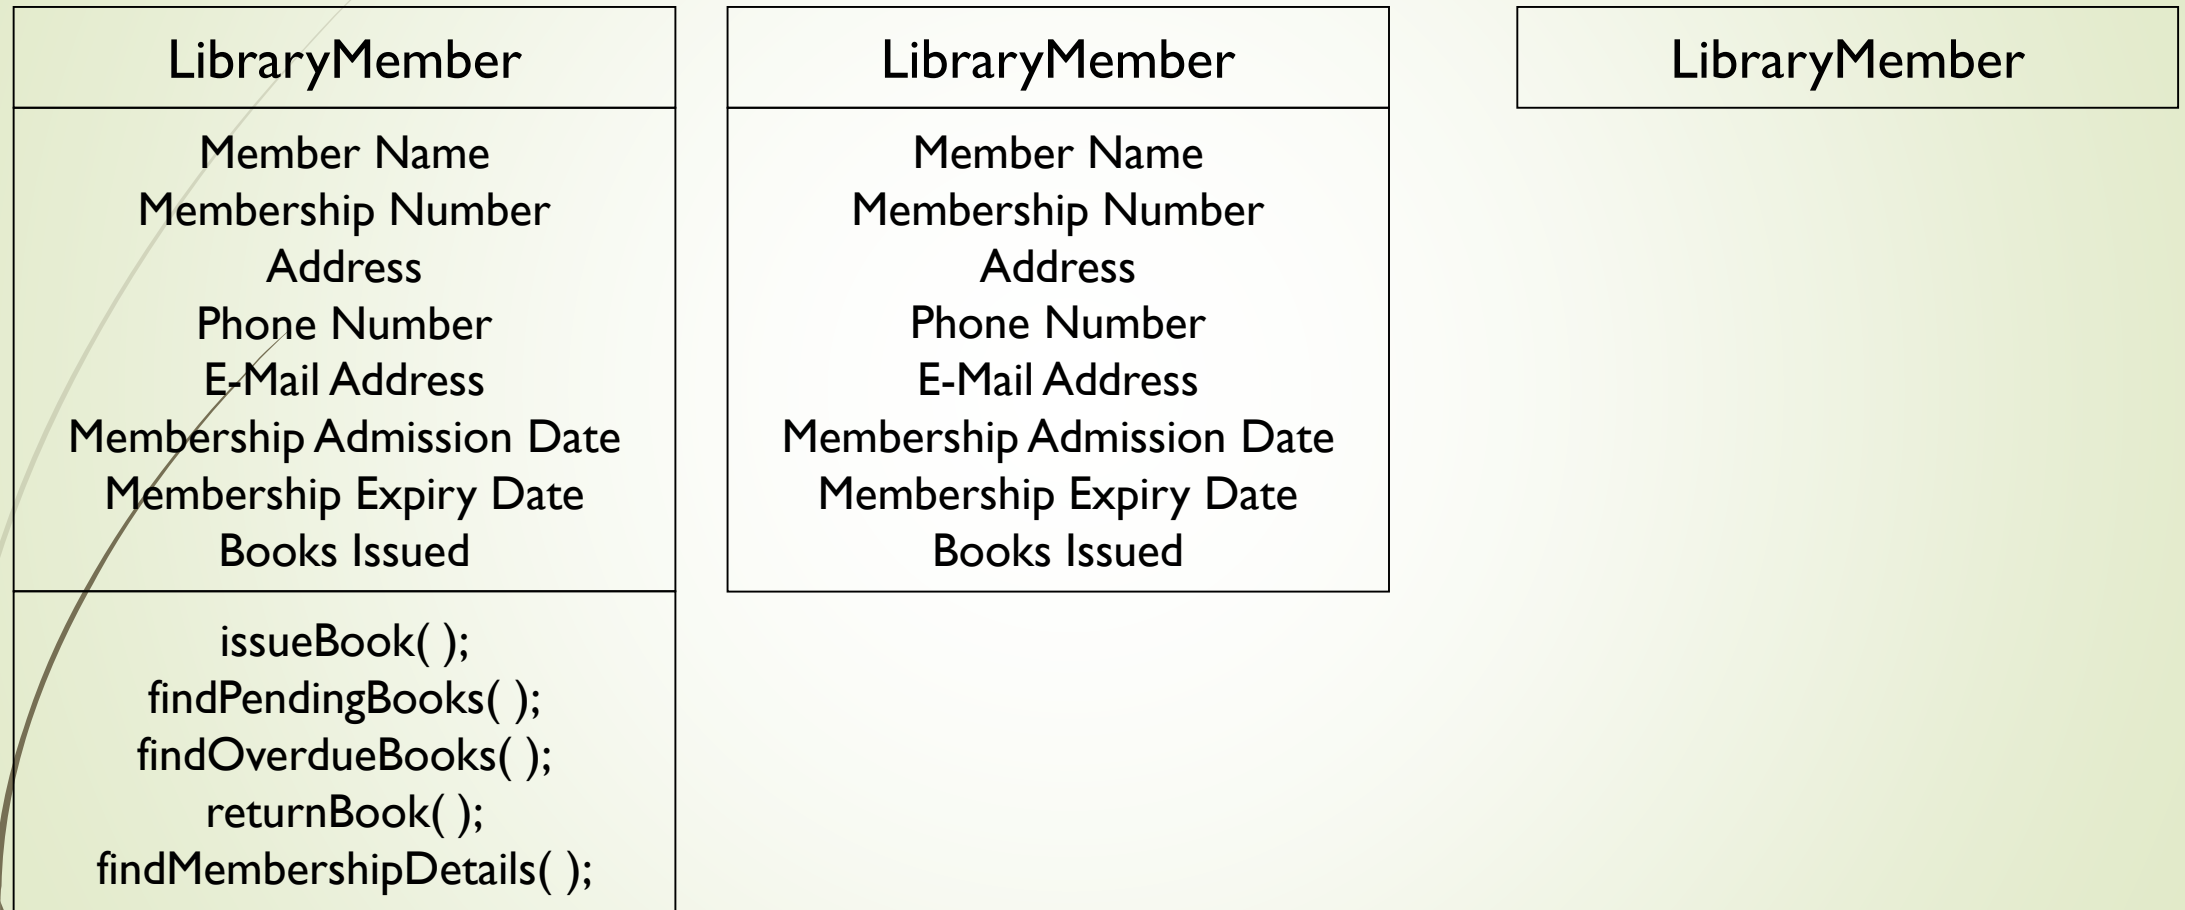 LibraryMember
Member Name
Membership Number
Address
Phone Number
E-Mail Address
Membership Admission Date
Membership Expiry Date
Books Issued
issueBook( );
findPendingBooks( );
findOverdueBooks( );
returnBook( );
findMembershipDetails( );
LibraryMember
Member Name
Membership Number
Address
Phone Number
E-Mail Address
Membership Admission Date
Membership Expiry Date
Books Issued
LibraryMember